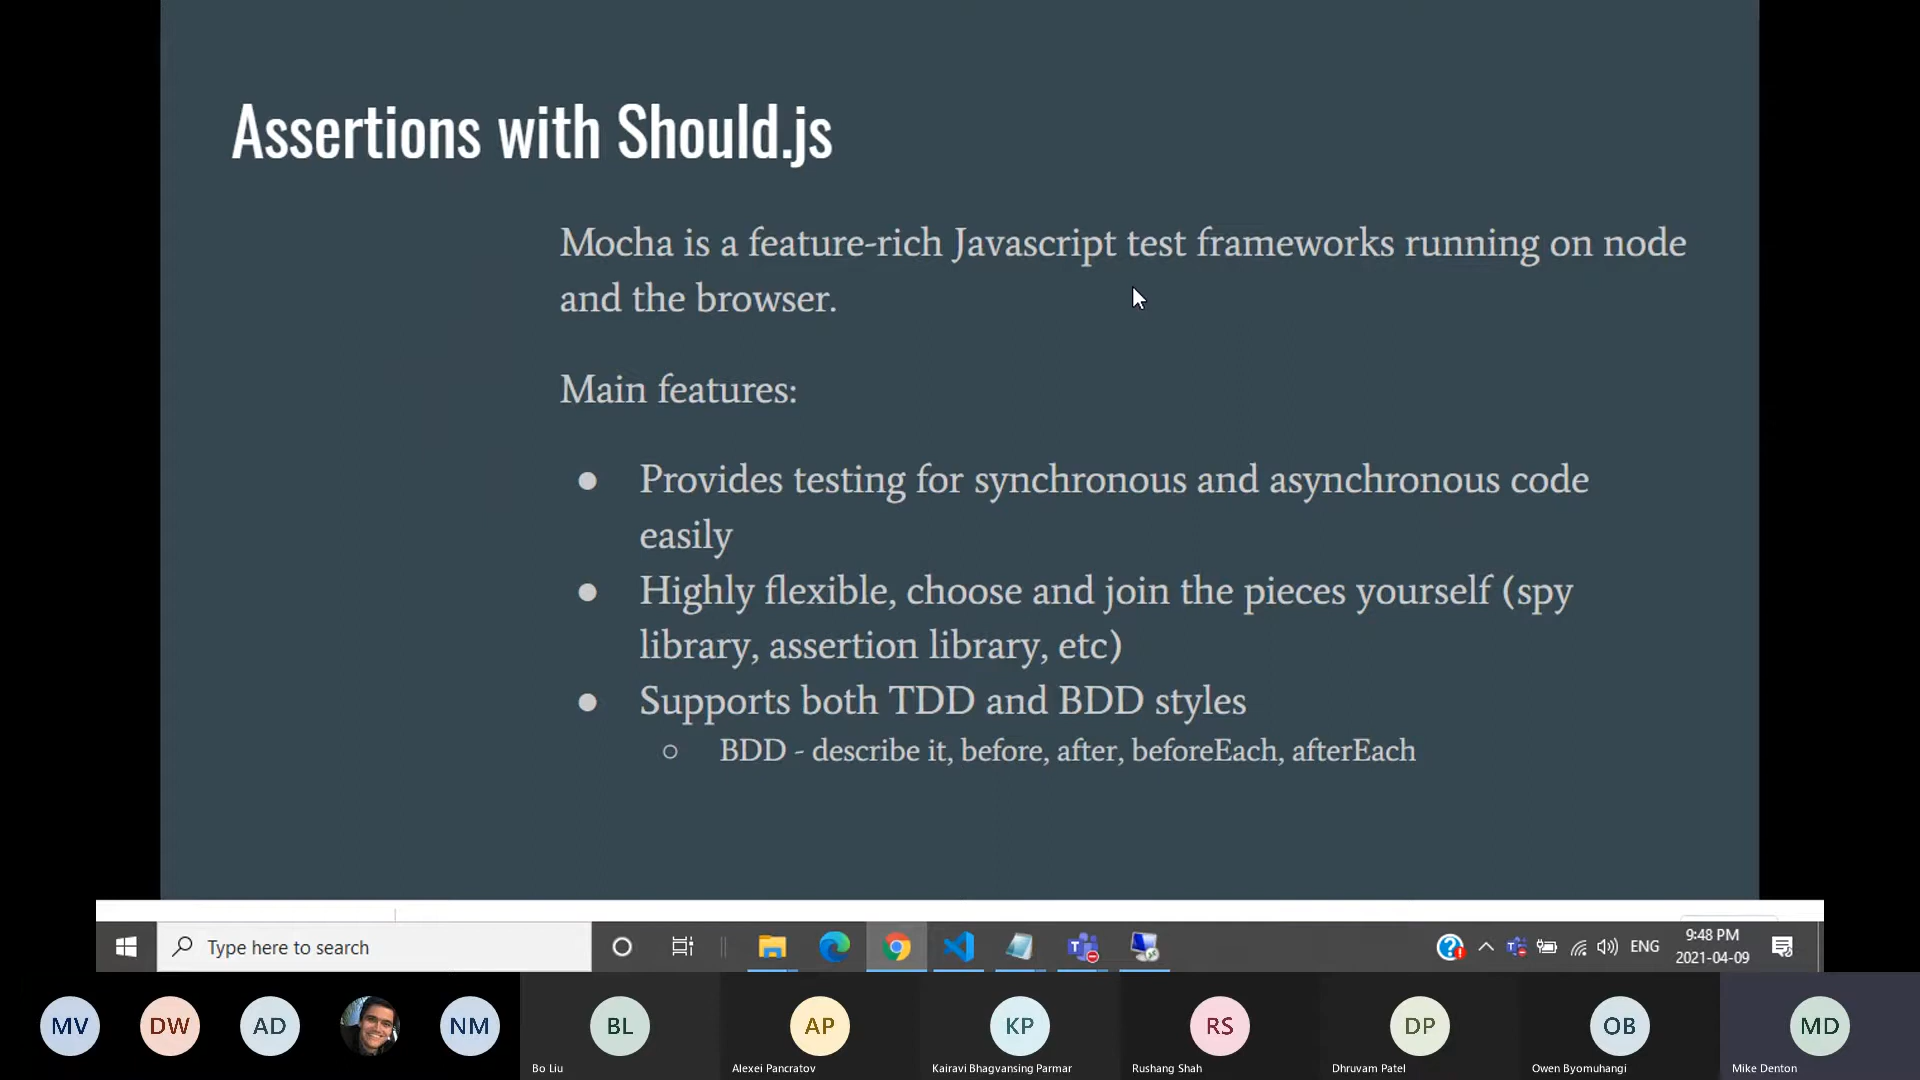 Assertions with Should.js
Mocha is a feature-rich Javascript test frameworks running on node
and the browser.
Main features:
● Provides testing for synchronous and asynchronous code
easily
● Highly flexible, choose and join the pieces yourself (spy
library, assertion library, etc)
● Supports both TDD and BDD styles
○ BDD - describe it, before, after, beforeEach, afterEach
Type here to search
ENG
9:48 PM
2021-04-09
MV
DW
AD
NM
BL
AP
KP
RS
DP
OB
MD
Bo Liu
Alexei Pancratov
Kairavi Bhagvansing Parmar
Rushang Shah
Dhruvam Patel
Owen Byomuhangi
Mike Denton